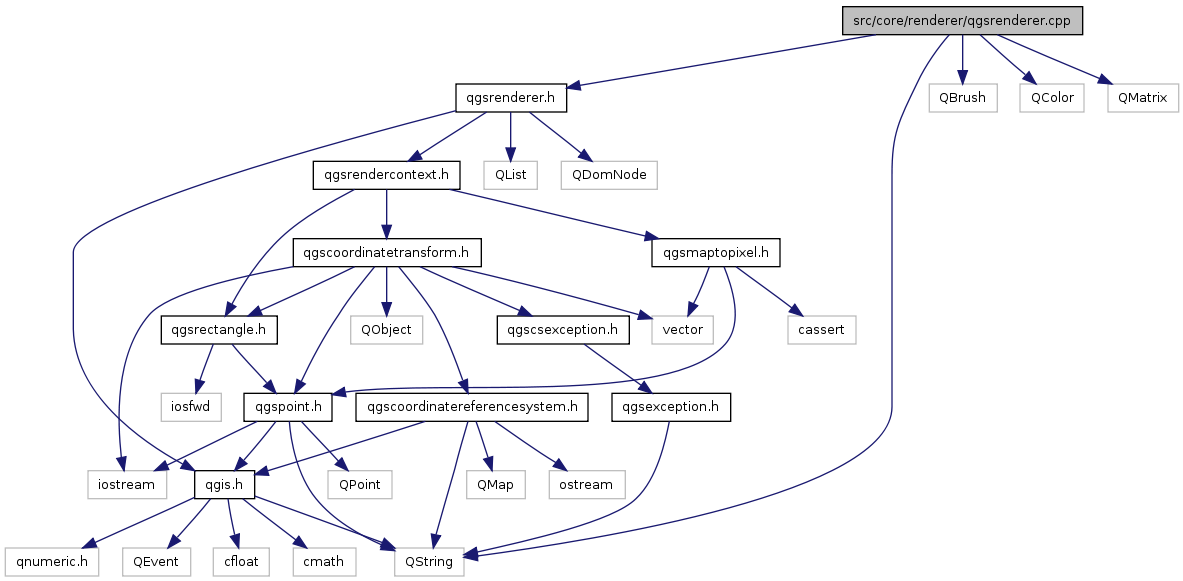 src/core/renderer/qgsrenderer.cpp
qgsrenderer.h
QBrush
QColor
QMatrix
qgsrendercontext.h
QList
QDomNode
qgscoordinatetransform.h
qgsmaptopixel.h
qgsrectangle.h
QObject
qgscsexception.h
vector
cassert
iosfwd
qgspoint.h
qgscoordinatereferencesystem.h
qgsexception.h
iostream
qgis.h
QPoint
QMap
ostream
qnumeric.h
QEvent
cfloat
cmath
QString